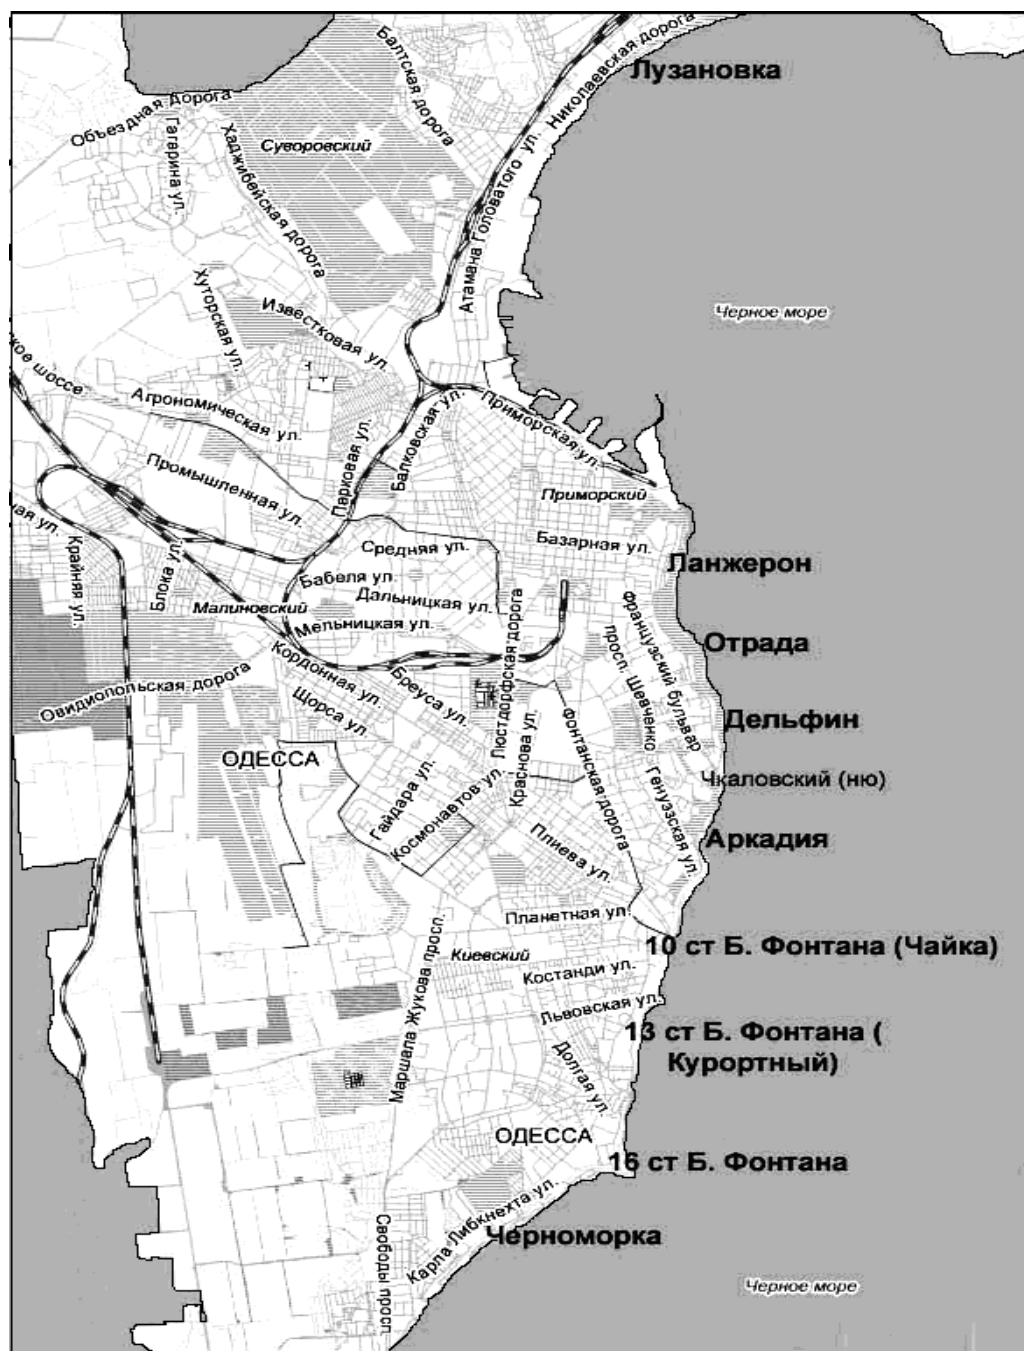 Лузановка
Николаевская дорога
Балтская дорога
Объездная дорога
Гагарина ул.
Хаджибейская дорога
Суворовский
Атамана Головатого ул.
Хуторская ул.
Известковая ул.
Черное море
кое шоссе
Агрономическая ул.
Приморская ул.
Балковская ул.
Парковая ул.
Промышленная ул.
Приморский
ная ул.
Крайняя ул.
Блока ул.
Средняя ул.
Базарная ул.
Ланжерон
Бабеля ул.
Дальницкая ул.
Малиновский
Мельницкая ул.
Французский бульвар
просп. Шевченко
Отрада
Кордонная ул.
Бреуса ул.
Люстдорфская дорога
Овидиопольская дорога
Щорса ул.
Краснова ул.
Фонтанская дорога
Дельфин
ОДЕССА
Генуэзская ул.
Чкаловский (ню)
Гайдара ул.
Космонавтов ул.
Плиева ул.
Аркадия
Планетная ул.
Маршала Жукова просп.
Киевский
10 ст Б. Фонтана (Чайка)
Костанди ул.
Львовская ул.
13 ст Б. Фонтана (
Курортный)
Долгая ул.
ОДЕССА
16 ст Б. Фонтана
Карла Либкнехта ул.
Свободы просп.
Черноморка
Черное море